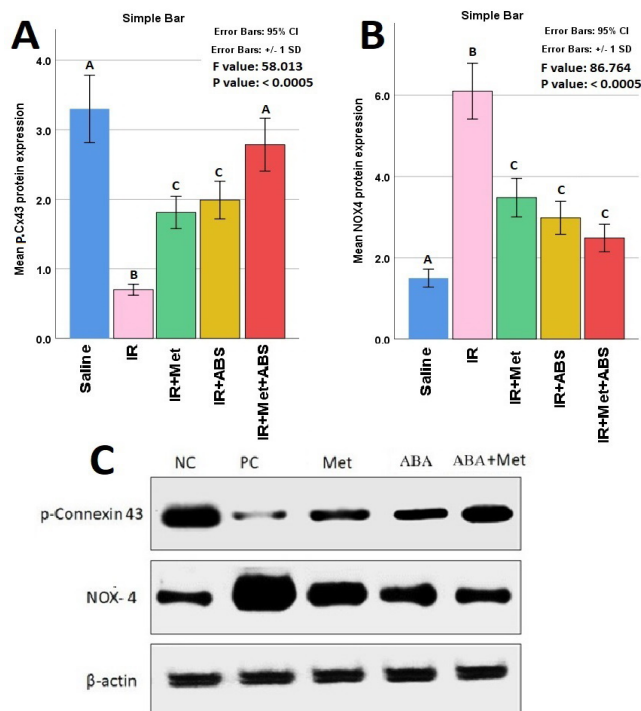 A
Simple Bar
Error Bars: 95% CI
Error Bars: +/- 1 SD
F value: 58.013
P value: < 0.0005
Mean p.Cx43 protein expression
4.0
3.0
2.0
1.0
0.0
A
B
C
C
A
Saline
IR
IR+Met
IR+ABS
IR+Met+ABS
B
Simple Bar
Error Bars: 95% CI
Error Bars: +/- 1 SD
F value: 86.764
P value: < 0.0005
Mean NOX4 protein expression
6.0
4.0
2.0
0.0
A
B
C
C
C
Saline
IR
IR+Met
IR+ABS
IR+Met+ABS
C
NC PC Met ABA ABA+Met
p-Connexin 43
NOX- 4
β-actin